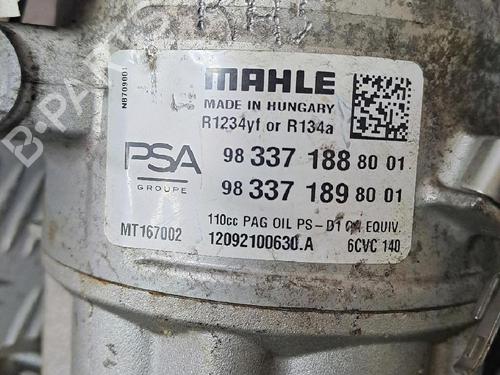 MAHLE
MADE IN HUNGARY
R1234yf or R134a
PSA
GROUPE
98 337 188 80 01
98 337 189 80 01
110cc PAG OIL PS-D1 OR EQUIV.
MT167002
12092100630.A
6CVC 140
N8709001